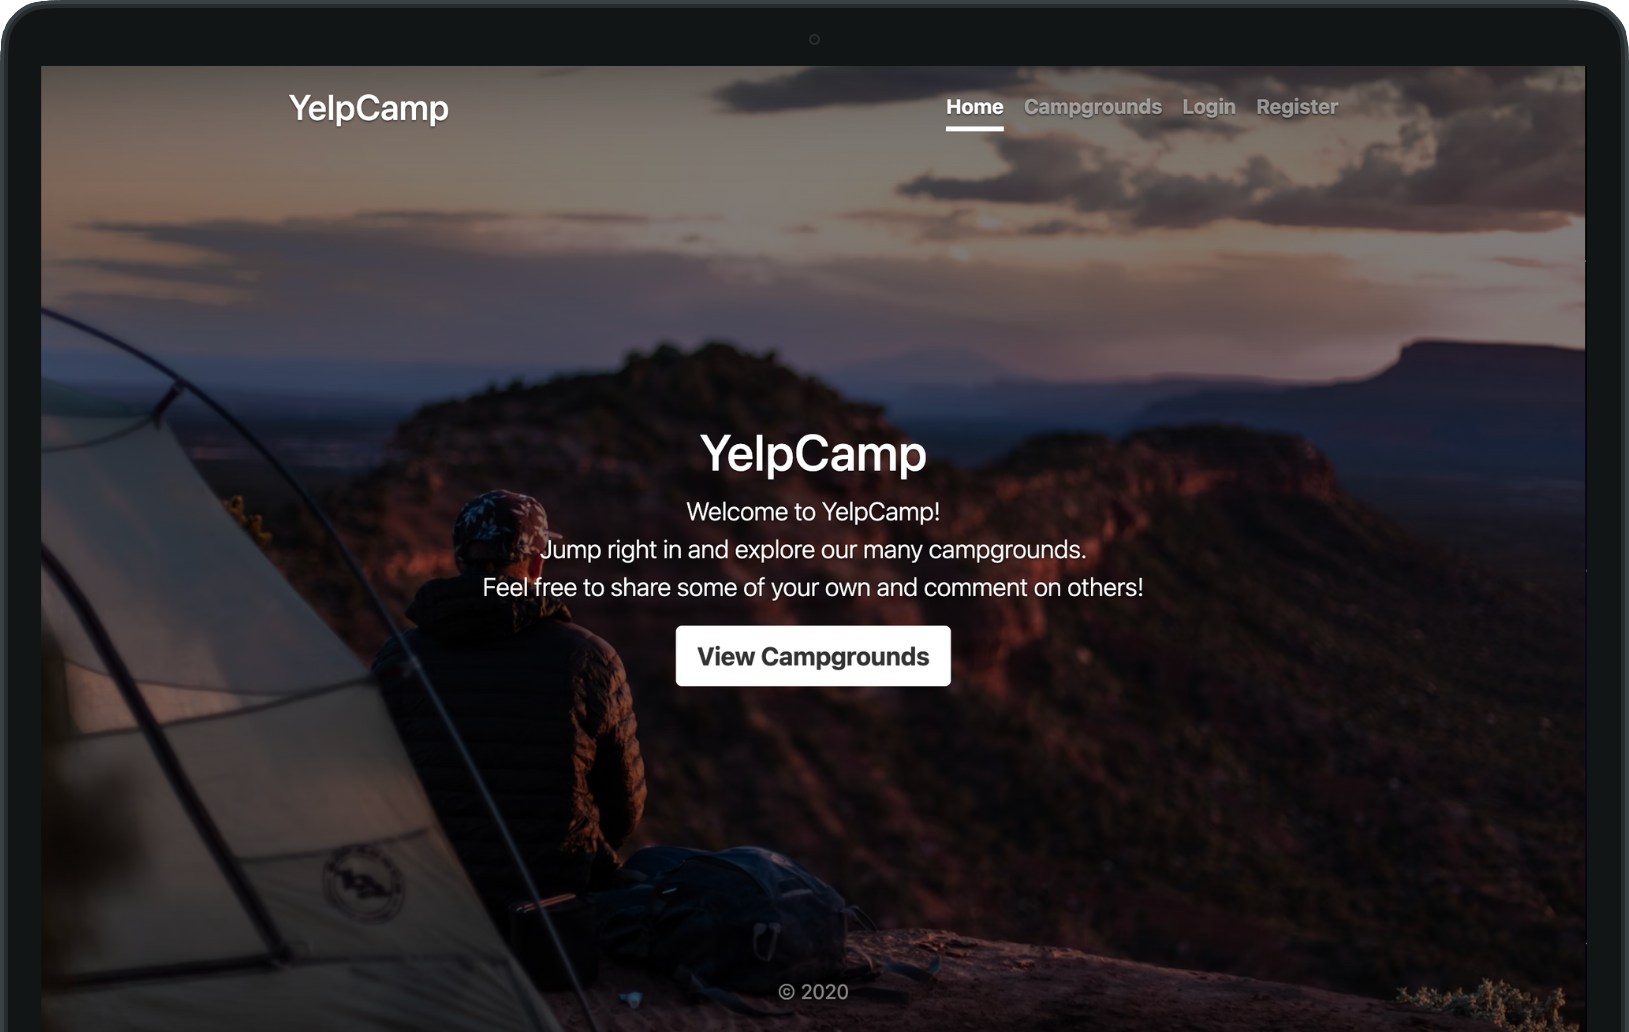 YelpCamp
Home Campgrounds Login Register
YelpCamp
Welcome to YelpCamp!
Jump right in and explore our many campgrounds.
Feel free to share some of your own and comment on others!
View Campgrounds
© 2020